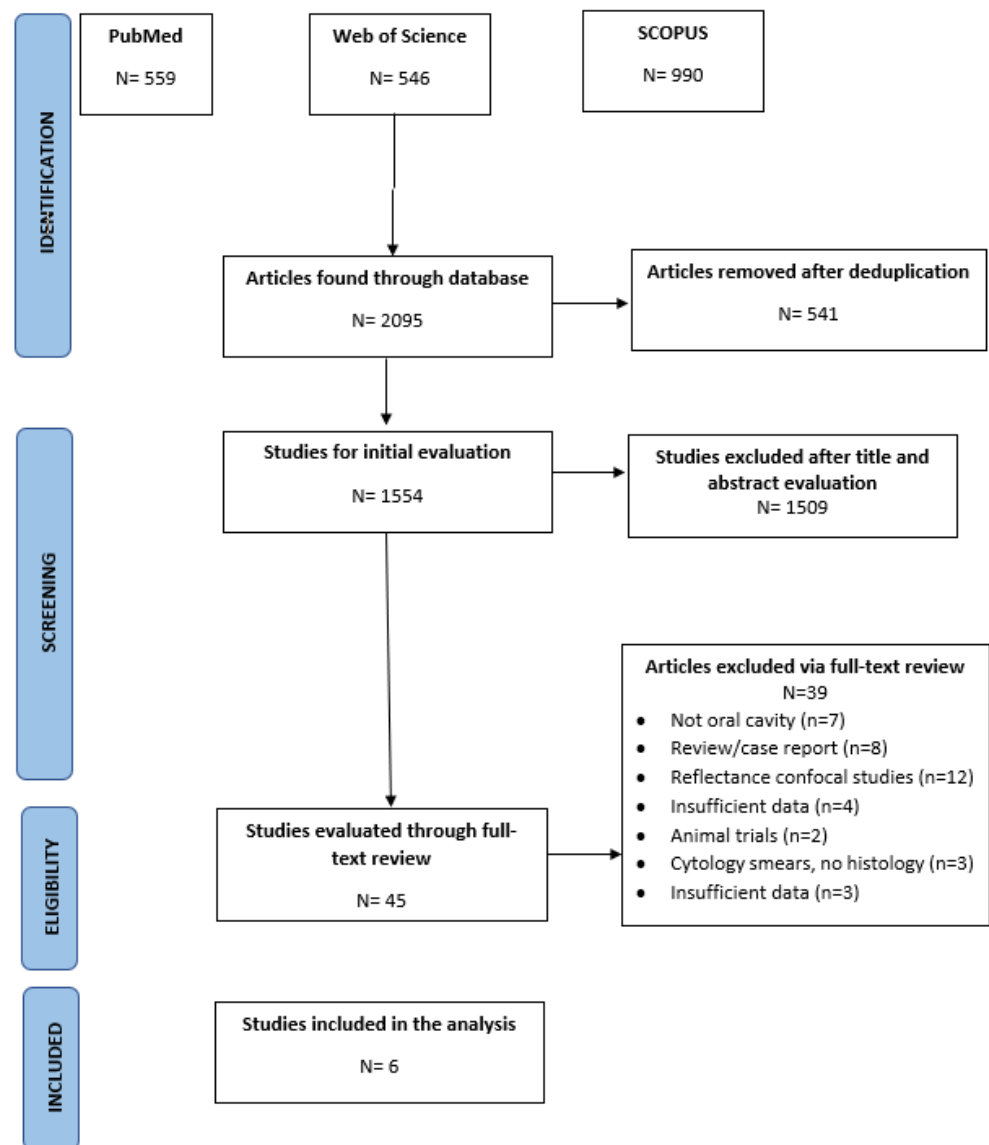 PubMed
N= 559
Web of Science
N= 546
SCOPUS
N= 990
IDENTIFICATION
Articles found through database
N= 2095
Articles removed after deduplication
N= 541
SCREENING
Studies for initial evaluation
N= 1554
Studies excluded after title and
abstract evaluation
N= 1509
Articles excluded via full-text review
N=39
• Not oral cavity (n=7)
• Review/case report (n=8)
• Reflectance confocal studies (n=12)
• Insufficient data (n=4)
• Animal trials (n=2)
• Cytology smears, no histology (n=3)
• Insufficient data (n=3)
ELIGIBILITY
Studies evaluated through full-
text review
N= 45
INCLUDED
Studies included in the analysis
N= 6